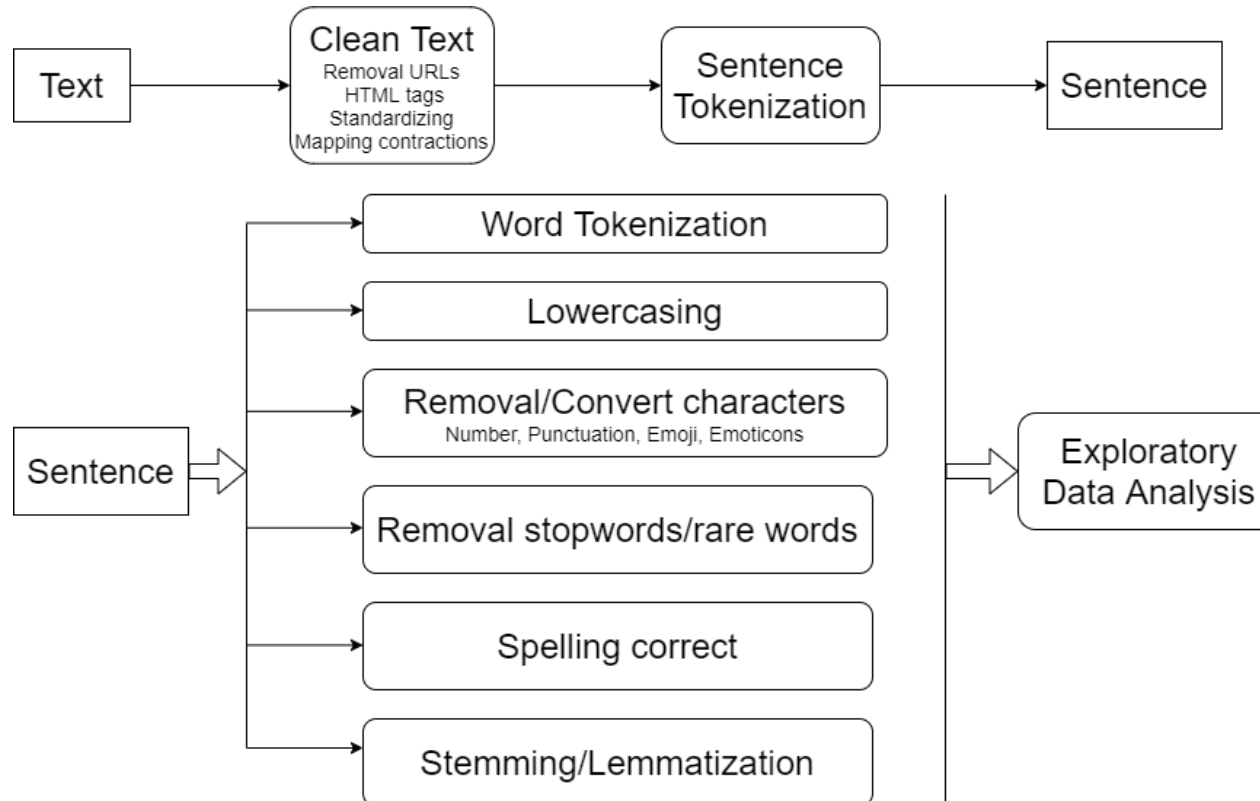 Text
Clean Text
Removal URLs
HTML tags
Standardizing
Mapping contractions
Sentence
Tokenization
Sentence
Sentence
Word Tokenization
Lowercasing
Removal/Convert characters
Number, Punctuation, Emoji, Emoticons
Removal stopwords/rare words
Spelling correct
Stemming/Lemmatization
Exploratory
Data Analysis